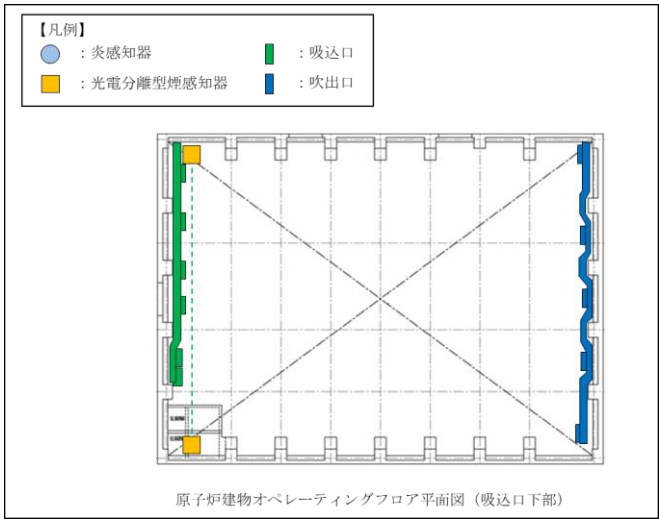 【凡例】
：炎感知器 ：吸込口
：光電分離型煙感知器 ：吹出口
原子炉建物オペレーティングフロア平面図（吸込口下部）